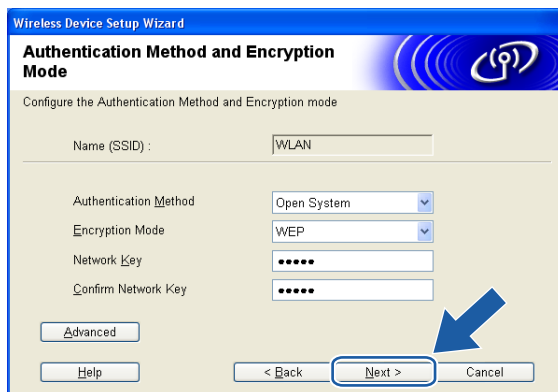 Wireless Device Setup Wizard
Authentication Method and Encryption
Mode
Configure the Authentication Method and Encryption mode
Name (SSID) : WLAN
Authentication Method Open System
Encryption Mode WEP
Network Key •••••
Confirm Network Key •••••
Advanced
Help < Back Next > Cancel